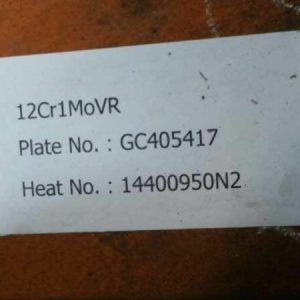 12Cr1MoVR
Plate No. : GC405417
Heat No. : 14400950N2